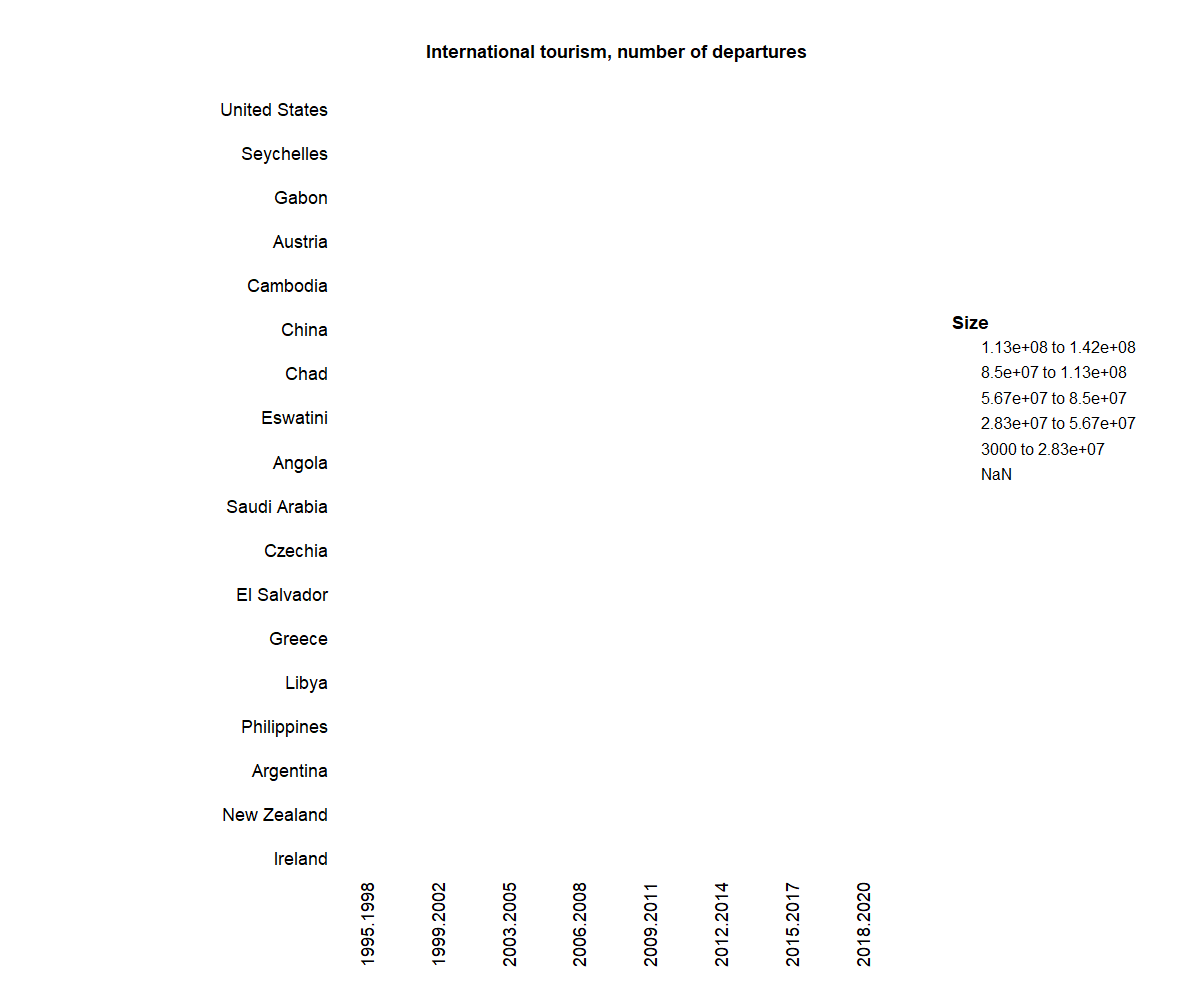 International tourism, number of departures
United States
Seychelles
Gabon
Austria
Cambodia
China
Chad
Eswatini
Angola
Saudi Arabia
Czechia
El Salvador
Greece
Libya
Philippines
Argentina
New Zealand
Ireland
1995.1998
1999.2002
2003.2005
2006.2008
2009.2011
2012.2014
2015.2017
2018.2020
Size
1.13e+08 to 1.42e+08
8.5e+07 to 1.13e+08
5.67e+07 to 8.5e+07
2.83e+07 to 5.67e+07
3000 to 2.83e+07
NaN